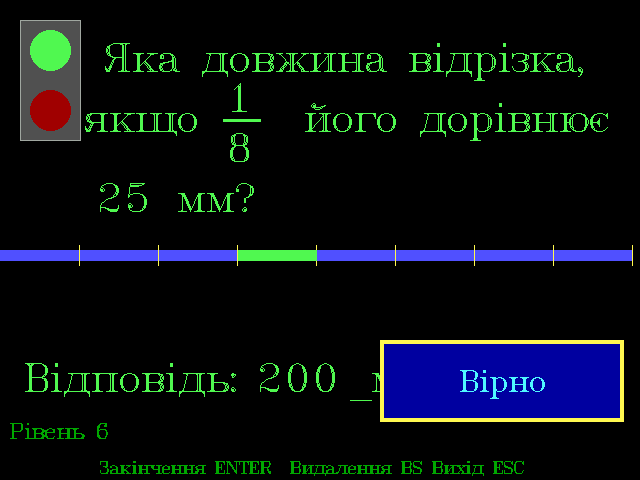 Яка довжина відрізка,
якщо 1/8 його дорівнює
25 мм?
Відповідь: 200 _
Вірно
Рівень 6
Закінчення ENTER Видалення BS Вихід ESC